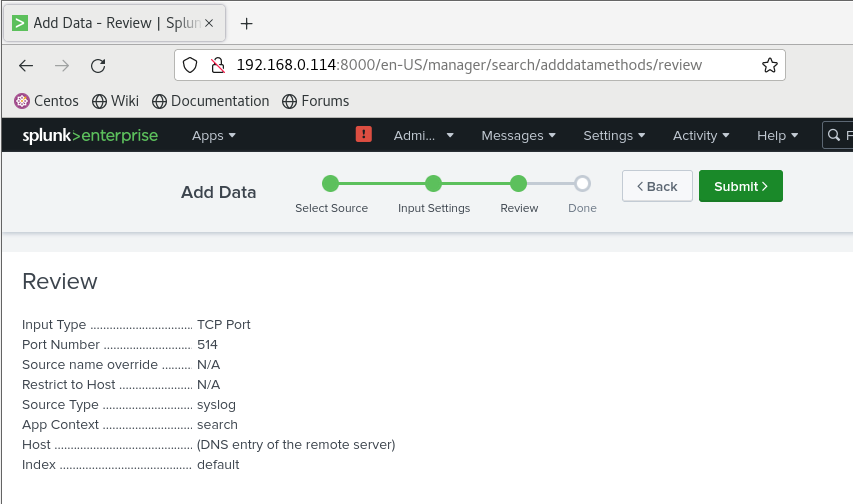 Add Data - Review | Splun
192.168.0.114:8000/en-US/manager/search/adddatamethods/review
Centos Wiki Documentation Forums
splunk>enterprise Apps Admi... Messages Settings Activity Help F
Add Data Select Source Input Settings Review Done < Back Submit >
Review
Input Type ................................ TCP Port
Port Number ........................... 514
Source name override ......... N/A
Restrict to Host ....................... N/A
Source Type ............................ syslog
App Context ............................ search
Host ........................................... (DNS entry of the remote server)
Index ......................................... default